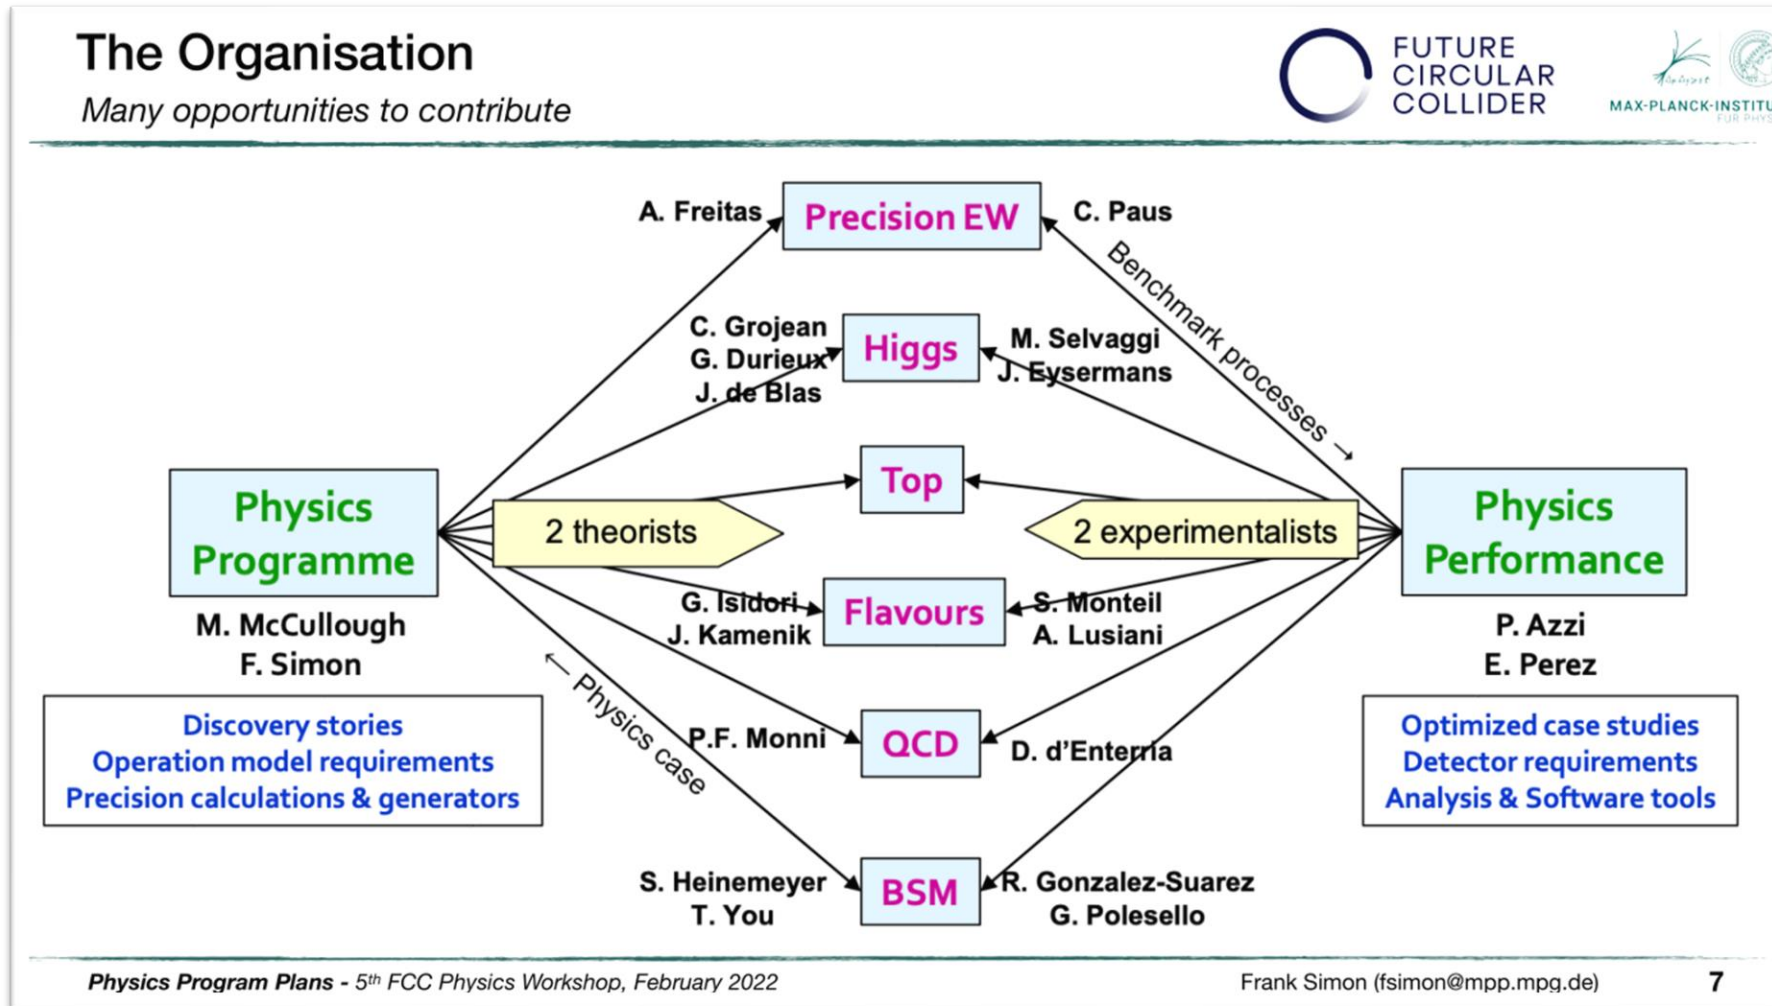 The Organisation
Many opportunities to contribute
FUTURE
CIRCULAR
COLLIDER
MAX-PLANCK-INSTITU
FÜR PHYS
A. Freitas
Precision EW
C. Paus
Benchmark processes →
C. Grojean
G. Durieux
J. de Blas
Higgs
M. Selvaggi
J. Eysermans
Top
Physics
Programme
2 theorists
2 experimentalists
Physics
Performance
M. McCullough
F. Simon
G. Isidori
J. Kamenik
Flavours
S. Monteil
A. Lusiani
P. Azzi
E. Perez
← Physics case
Discovery stories
Operation model requirements
Precision calculations & generators
P.F. Monni
QCD
D. d'Enterria
Optimized case studies
Detector requirements
Analysis & Software tools
S. Heinemeyer
T. You
BSM
R. Gonzalez-Suarez
G. Polesello
Physics Program Plans - 5th FCC Physics Workshop, February 2022
Frank Simon (fsimon@mpp.mpg.de)
7